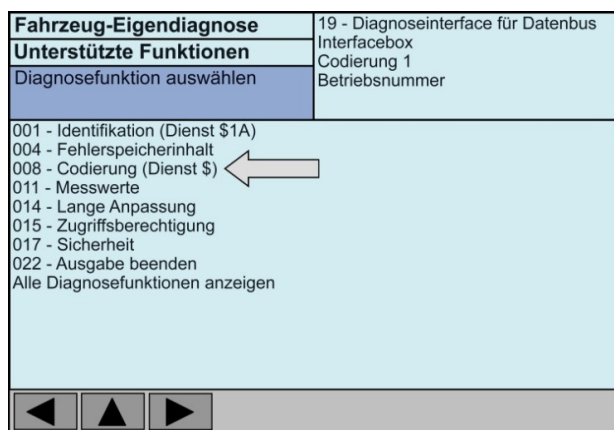 Fahrzeug-Eigendiagnose
Unterstützte Funktionen
Diagnosefunktion auswählen
19 - Diagnoseinterface für Datenbus
Interfacebox
Codierung 1
Betriebsnummer
001 - Identifikation (Dienst $1A)
004 - Fehlerspeicherinhalt
008 - Codierung (Dienst $)
011 - Messwerte
014 - Lange Anpassung
015 - Zugriffsberechtigung
017 - Sicherheit
022 - Ausgabe beenden
Alle Diagnosefunktionen anzeigen